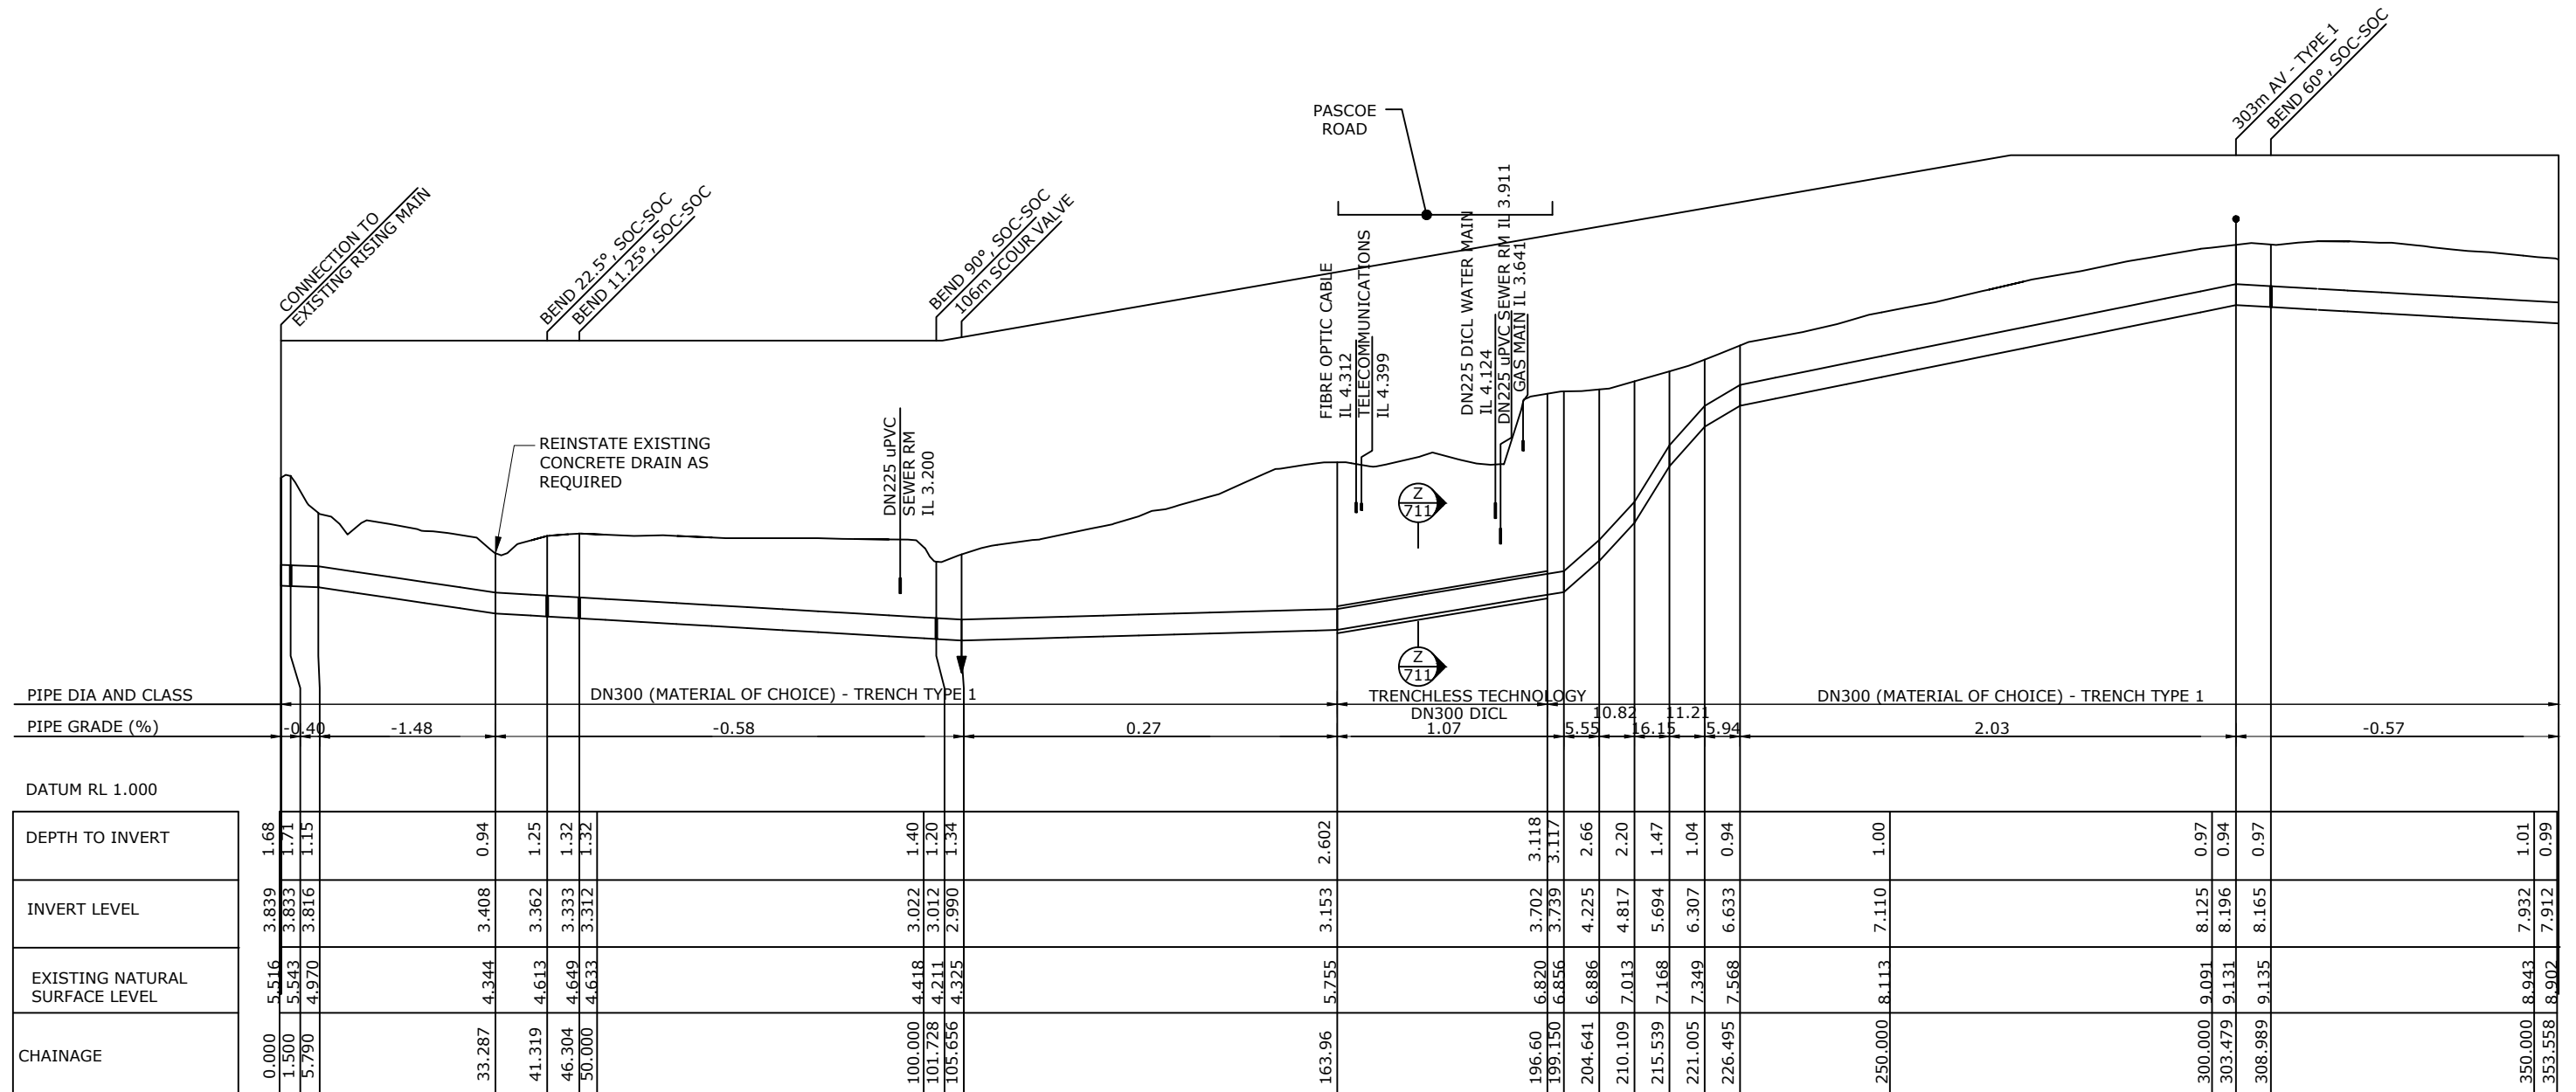 303m AV - TYPE 1
BEND 60°, SOC-SOC
PASCOE
ROAD
CONNECTION TO
EXISTING RISING MAIN
BEND 22.5°, SOC-SOC
BEND 11.25°, SOC-SOC
BEND 90°, SOC-SOC
106m SCOUR VALVE
FIBRE OPTIC CABLE
IL 4.312
TELECOMMUNICATIONS
IL 4.399
DN225 DICL WATER MAIN
IL 4.124
DN225 uPVC SEWER RM IL 3.911
GAS MAIN IL 3.641
REINSTATE EXISTING
CONCRETE DRAIN AS
REQUIRED
DN225 uPVC
SEWER RM
IL 3.200
Z
711
Z
711
PIPE DIA AND CLASS
DN300 (MATERIAL OF CHOICE) - TRENCH TYPE 1
TRENCHLESS TECHNOLOGY
DN300 DICL
DN300 (MATERIAL OF CHOICE) - TRENCH TYPE 1
PIPE GRADE (%)
-0.40 -1.48 -0.58 0.27 1.07 5.55 10.82 16.15 11.21 5.94 2.03 -0.57
DATUM RL 1.000
DEPTH TO INVERT
1.68 1.71 1.15 0.94 1.25 1.32 1.32 1.40 1.20 1.34 2.602 3.118 3.117 2.66 2.20 1.47 1.04 0.94 1.00 0.97 0.94 0.97 1.01 0.99
INVERT LEVEL
3.839 3.833 3.816 3.408 3.362 3.333 3.312 3.022 3.012 2.990 3.153 3.702 3.739 4.225 4.817 5.694 6.307 6.633 7.110 8.125 8.196 8.165 7.932 7.912
EXISTING NATURAL
SURFACE LEVEL
5.516 5.543 4.970 4.344 4.613 4.649 4.633 4.418 4.211 4.325 5.755 6.820 6.856 6.886 7.013 7.168 7.349 7.568 8.113 9.091 9.131 9.135 8.943 8.902
CHAINAGE
0.000 1.500 5.790 33.287 41.319 46.304 50.000 100.000 101.728 105.656 163.96 196.60 199.150 204.641 210.109 215.539 221.005 226.495 250.000 300.000 303.479 308.989 350.000 353.558